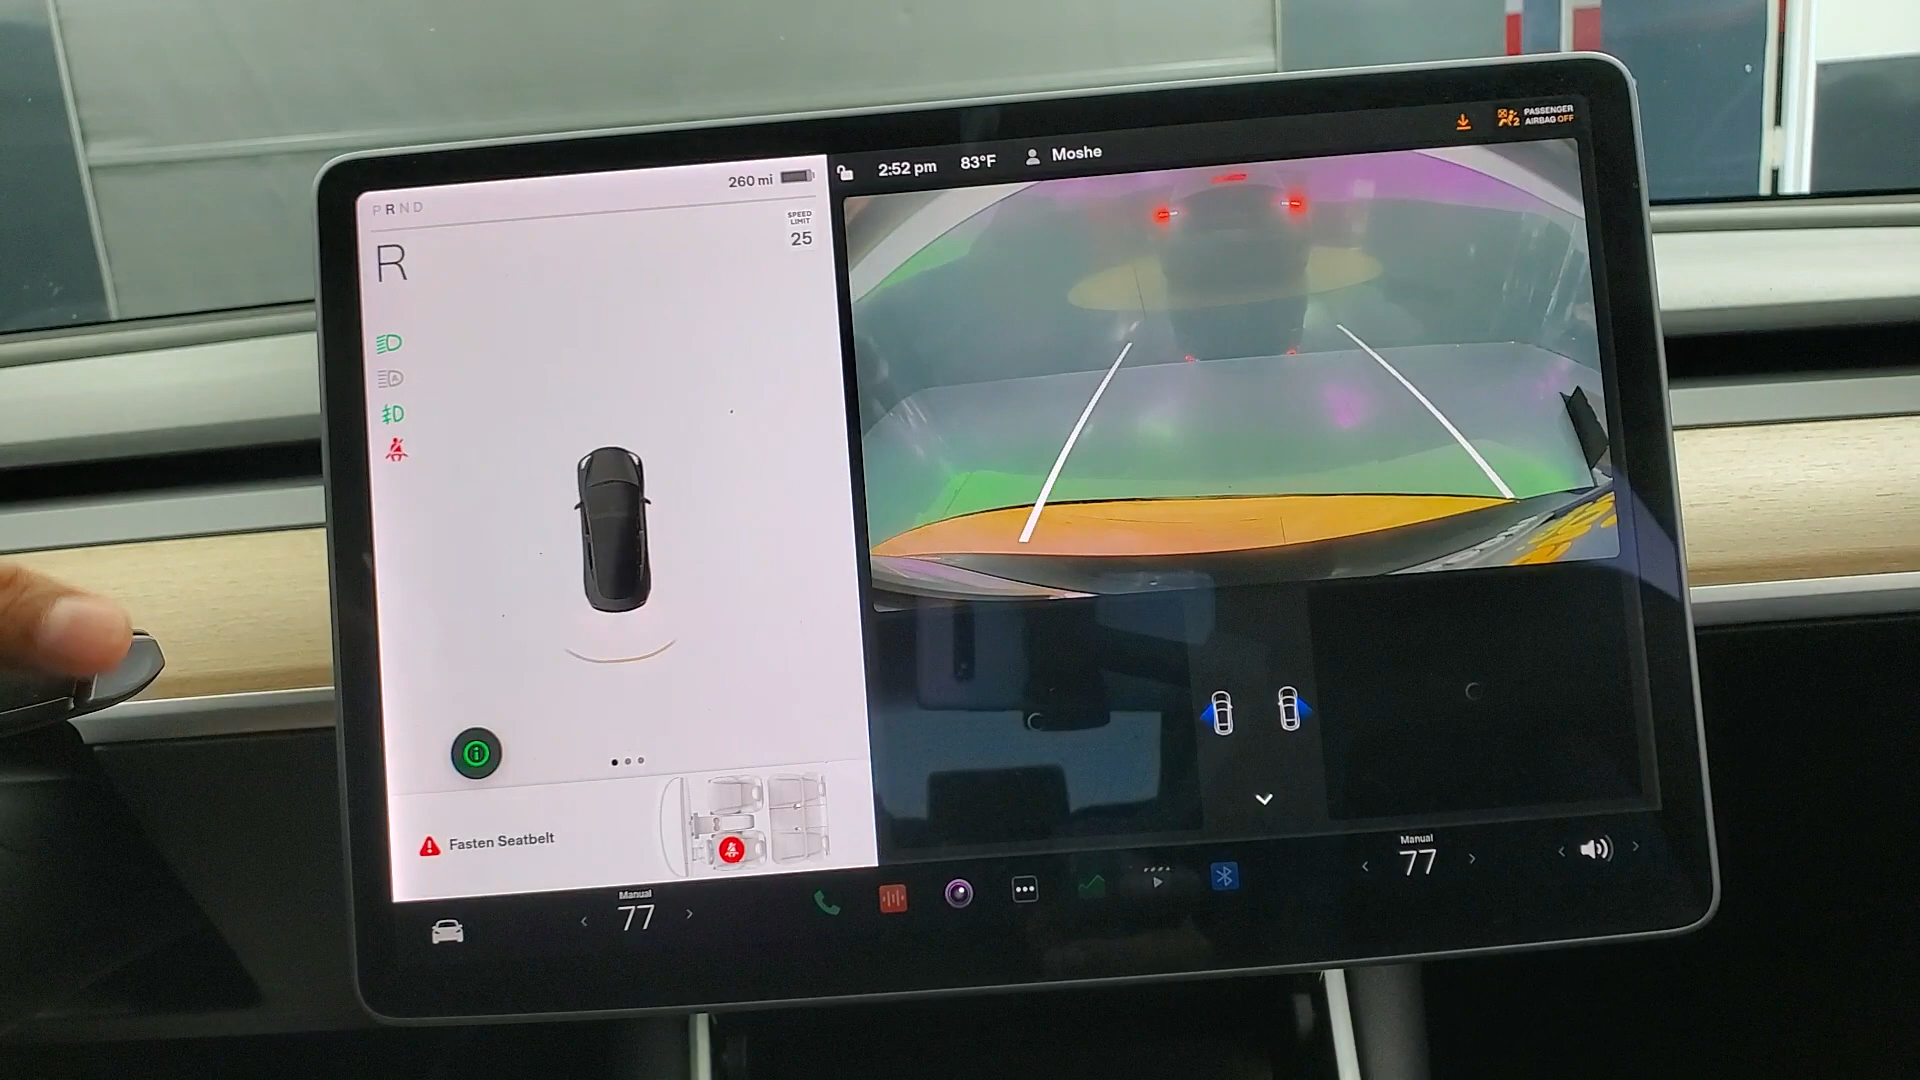 PASSENGER
AIRBAG OFF
2
2:52 pm 83°F Moshe
260 mi
P R N D
SPEED
LIMIT
25
R
A
Fasten Seatbelt
Manual
77
Manual
77